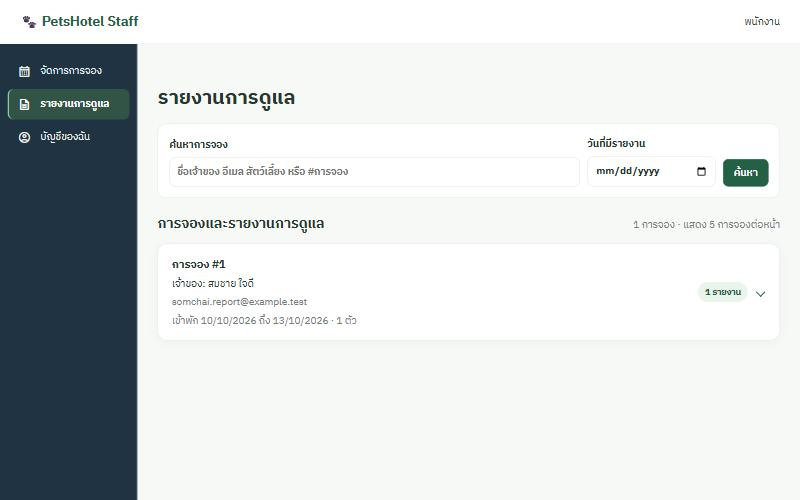 PetsHotel Staff
พนักงาน
จัดการการจอง
รายงานการดูแล
บัญชีของฉัน
รายงานการดูแล
ค้นหาการจอง
วันที่มีรายงาน
ชื่อเจ้าของ อีเมล สัตว์เลี้ยง หรือ #การจอง
mm/dd/yyyy
ค้นหา
การจองและรายงานการดูแล
1 การจอง · แสดง 5 การจองต่อหน้า
การจอง #1
เจ้าของ: สมชาย ใจดี
somchai.report@example.test
เข้าพัก 10/10/2026 ถึง 13/10/2026 · 1 ตัว
1 รายงาน